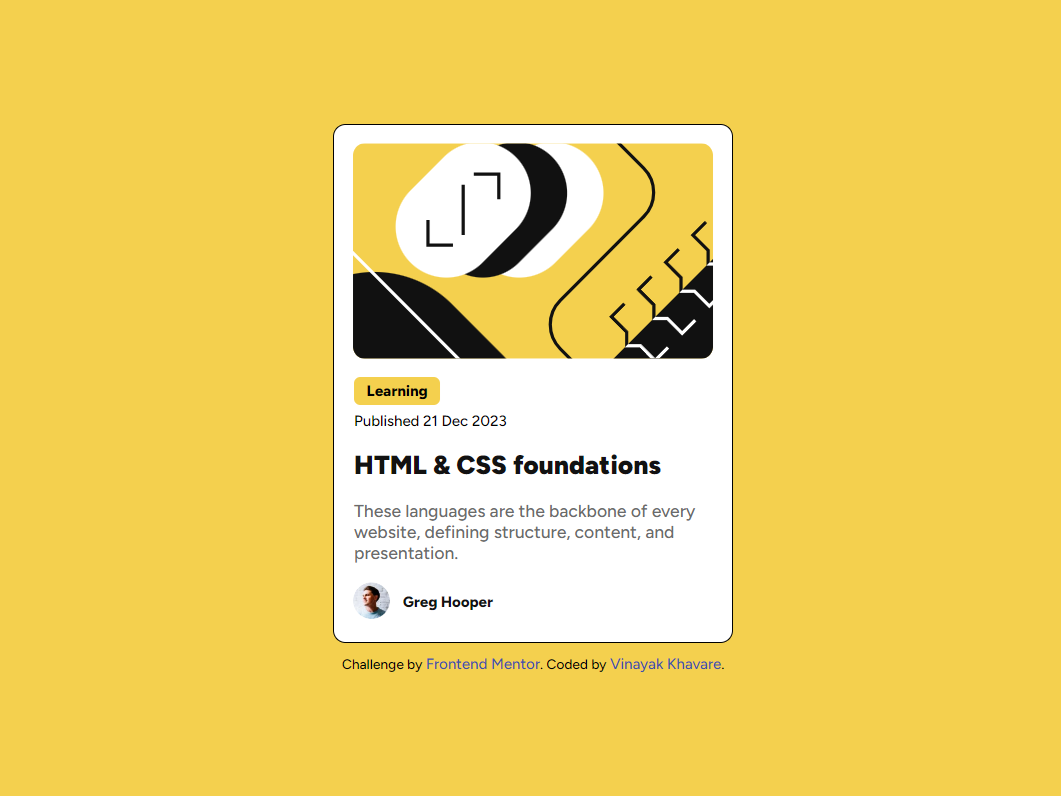 Learning
Published 21 Dec 2023
HTML & CSS foundations
These languages are the backbone of every
website, defining structure, content, and
presentation.
Greg Hooper
Challenge by Frontend Mentor. Coded by Vinayak Khavare.